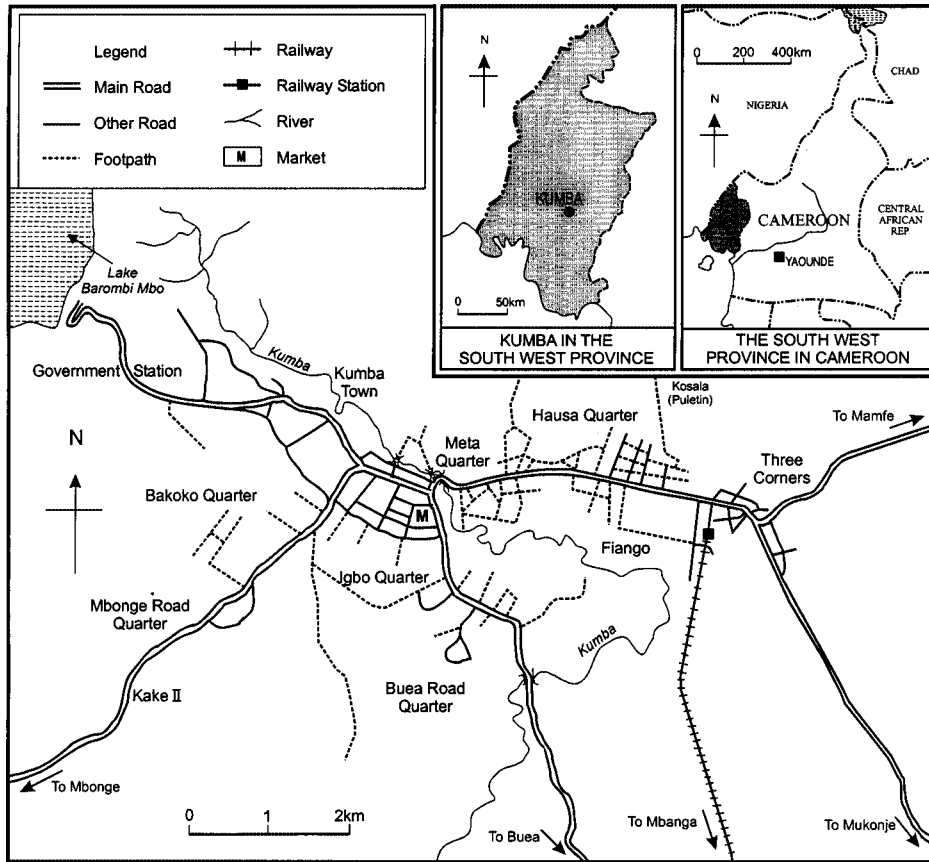 Legend
Main Road
Other Road
Footpath
Railway
Railway Station
River
M Market
N
KUMBA
0 50km
KUMBA IN THE
SOUTH WEST PROVINCE
0 200 400km
N
NIGERIA
CHAD
CAMEROON
CENTRAL
AFRICAN
REP
YAOUNDE
THE SOUTH WEST
PROVINCE IN CAMEROON
Lake
Barombi Mbo
Government Station
Kumba
Kumba
Town
Kosala
(Puletin)
Hausa Quarter
To Mamfe
N
Meta
Quarter
Three
Corners
Bakoko Quarter
M
Fiango
Igbo Quarter
Mbonge Road
Quarter
Kumba
Kake II
Buea Road
Quarter
To Mbonge
0 1 2km
To Buea
To Mbanga
To Mukonje